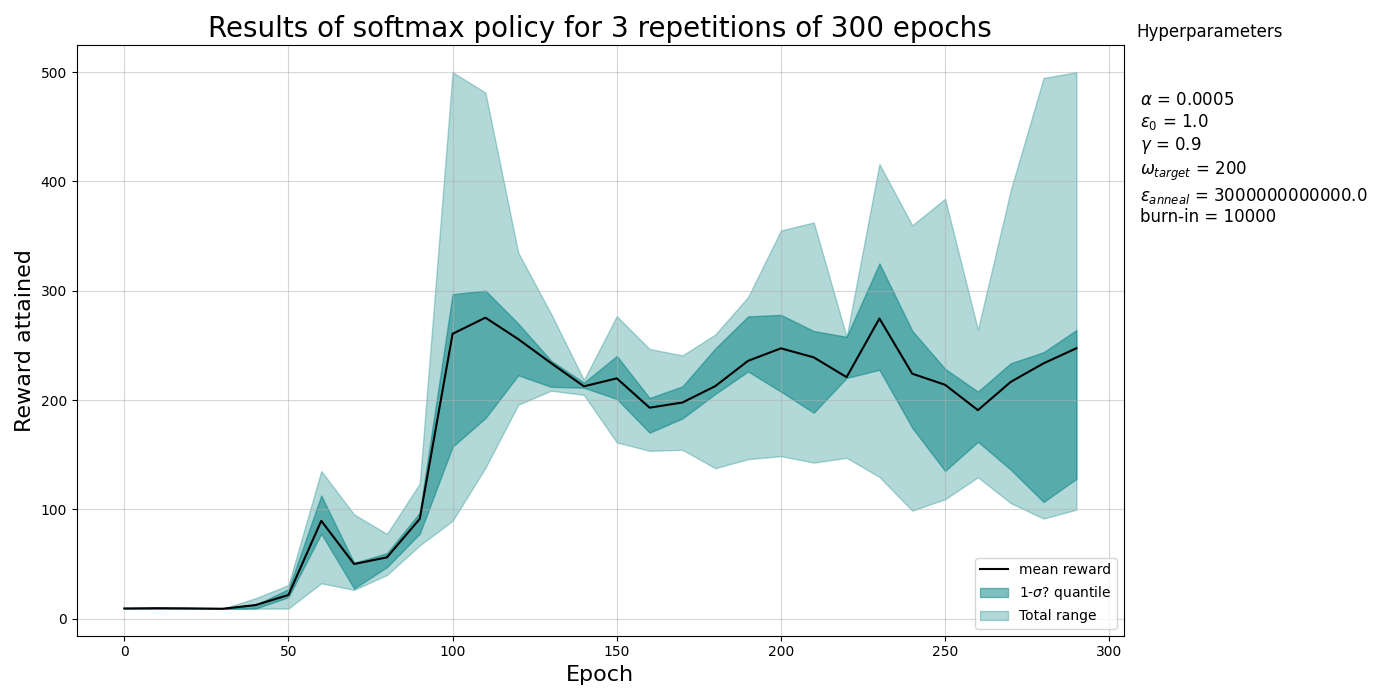 Results of softmax policy for 3 repetitions of 300 epochs
Hyperparameters
α = 0.0005
ε₀ = 1.0
γ = 0.9
ω_target = 200
ε_anneal = 3000000000000.0
burn-in = 10000
Reward attained
500
400
300
200
100
0
mean reward
1-σ? quantile
Total range
0 50 100 150 200 250 300
Epoch